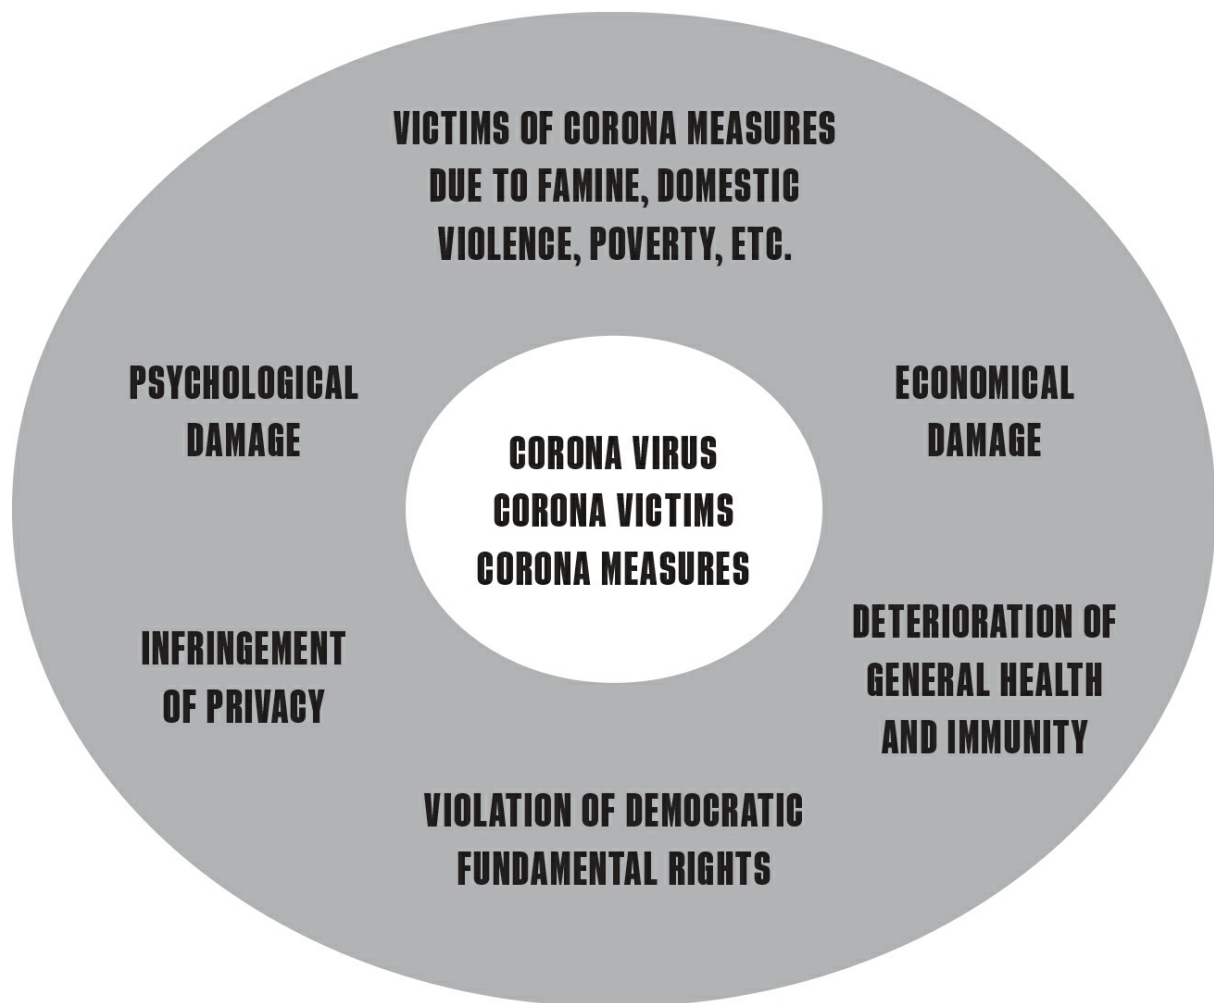 VICTIMS OF CORONA MEASURES
DUE TO FAMINE, DOMESTIC
VIOLENCE, POVERTY, ETC.
PSYCHOLOGICAL
DAMAGE
ECONOMICAL
DAMAGE
CORONA VIRUS
CORONA VICTIMS
CORONA MEASURES
INFRINGEMENT
OF PRIVACY
DETERIORATION OF
GENERAL HEALTH
AND IMMUNITY
VIOLATION OF DEMOCRATIC
FUNDAMENTAL RIGHTS